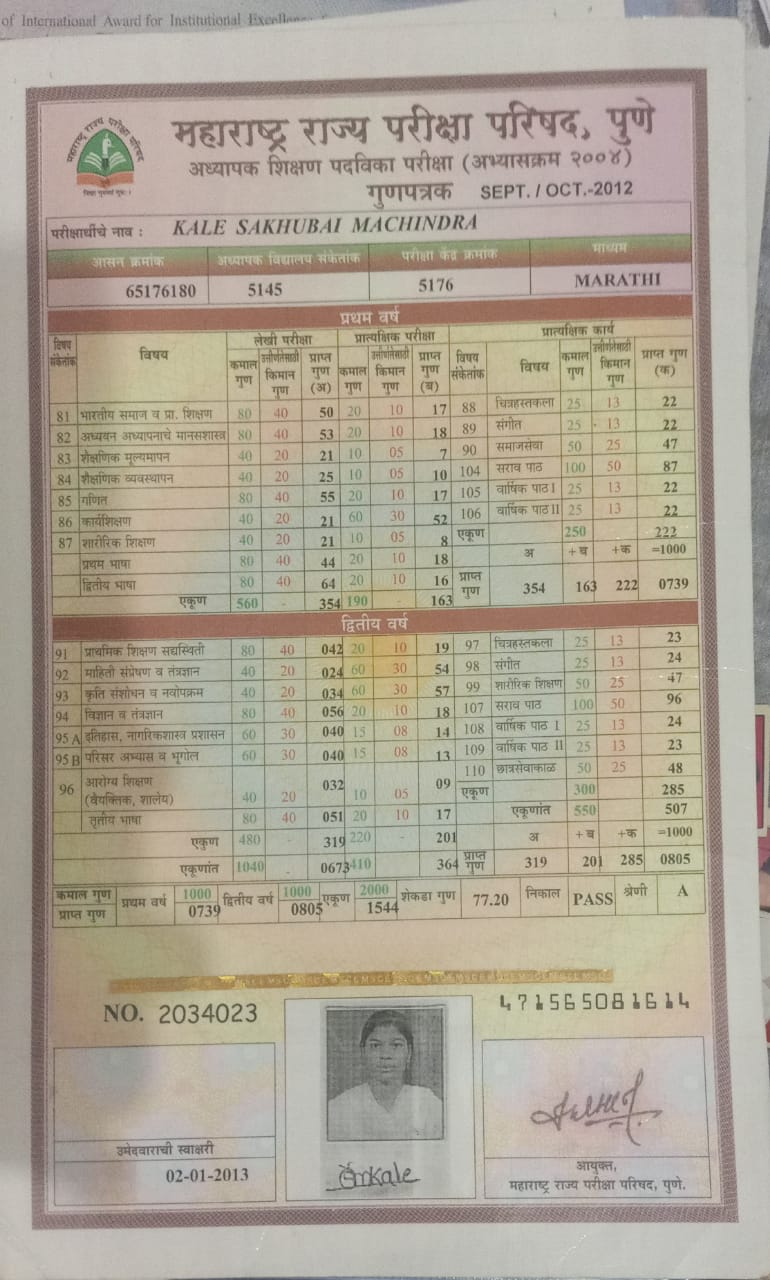 of International Award for Institutional Excellence
महाराष्ट्र राज्य परीक्षा परिषद, पुणे
अध्यापक शिक्षण पदविका परीक्षा (अभ्यासक्रम २००४)
गुणपत्रक SEPT. / OCT.-2012
परीक्षार्थीचे नाव : KALE SAKHUBAI MACHINDRA
आसन क्रमांक अध्यापक विद्यालय संकेतांक परीक्षा केंद्र क्रमांक माध्यम
65176180 5145 5176 MARATHI
प्रथम वर्ष
लेखी परीक्षा प्रात्यक्षिक परीक्षा प्रात्यक्षिक कार्य
विषय संकेतांक विषय कमाल गुण उत्तीर्णतेसाठी किमान गुण प्राप्त गुण (अ) कमाल गुण उत्तीर्णतेसाठी किमान गुण प्राप्त गुण (ब) विषय संकेतांक विषय कमाल गुण उत्तीर्णतेसाठी किमान गुण प्राप्त गुण (क)
81 भारतीय समाज व प्रा. शिक्षण 80 40 50 20 10 17 88 चित्रहस्तकला 25 13 22
82 अध्ययन अध्यापनाचे मानसशास्त्र 80 40 53 20 10 18 89 संगीत 25 13 22
83 शैक्षणिक मूल्यमापन 40 20 21 10 05 7 90 समाजसेवा 50 25 47
84 शैक्षणिक व्यवस्थापन 40 20 25 10 05 10 104 सराव पाठ 100 50 87
85 गणित 80 40 55 20 10 17 105 वार्षिक पाठ I 25 13 22
86 कार्यशिक्षण 40 20 21 60 30 52 106 वार्षिक पाठ II 25 13 22
87 शारीरिक शिक्षण 40 20 21 10 05 8 एकूण 250 222
प्रथम भाषा 80 40 44 20 10 18 अ +ब +क =1000
द्वितीय भाषा 80 40 64 20 10 16 प्राप्त गुण 354 163 222 0739
एकूण 560 - 354 190 - 163
द्वितीय वर्ष
91 प्राथमिक शिक्षण सद्यस्थिती 80 40 042 20 10 19 97 चित्रहस्तकला 25 13 23
92 माहिती संप्रेषण व तंत्रज्ञान 40 20 024 60 30 54 98 संगीत 25 13 24
93 कृति संशोधन व नवोपक्रम 40 20 034 60 30 57 99 शारीरिक शिक्षण 50 25 47
94 विज्ञान व तंत्रज्ञान 80 40 056 20 10 18 107 सराव पाठ 100 50 96
95 A इतिहास, नागरिकशास्त्र प्रशासन 60 30 040 15 08 14 108 वार्षिक पाठ I 25 13 24
95 B परिसर अभ्यास व भूगोल 60 30 040 15 08 13 109 वार्षिक पाठ II 25 13 23
96 आरोग्य शिक्षण (वैयक्तिक, शालेय) 40 20 032 10 05 09 110 छात्रसेवाकाळ 50 25 48
एकूण 300 285
तृतीय भाषा 80 40 051 20 10 17 एकूणांत 550 507
एकुण 480 - 319 220 - 201 अ +ब +क =1000
एकूणांत 1040 - 0673 410 364 प्राप्त गुण 319 201 285 0805
कमाल गुण प्रथम वर्ष 1000 द्वितीय वर्ष 1000 एकूण 2000 शेकडा गुण 77.20 निकाल PASS श्रेणी A
प्राप्त गुण 0739 0805 1544
NO. 2034023
471565081614
उमेदवाराची स्वाक्षरी
02-01-2013
SMkale
आयुक्त,
महाराष्ट्र राज्य परीक्षा परिषद, पुणे.